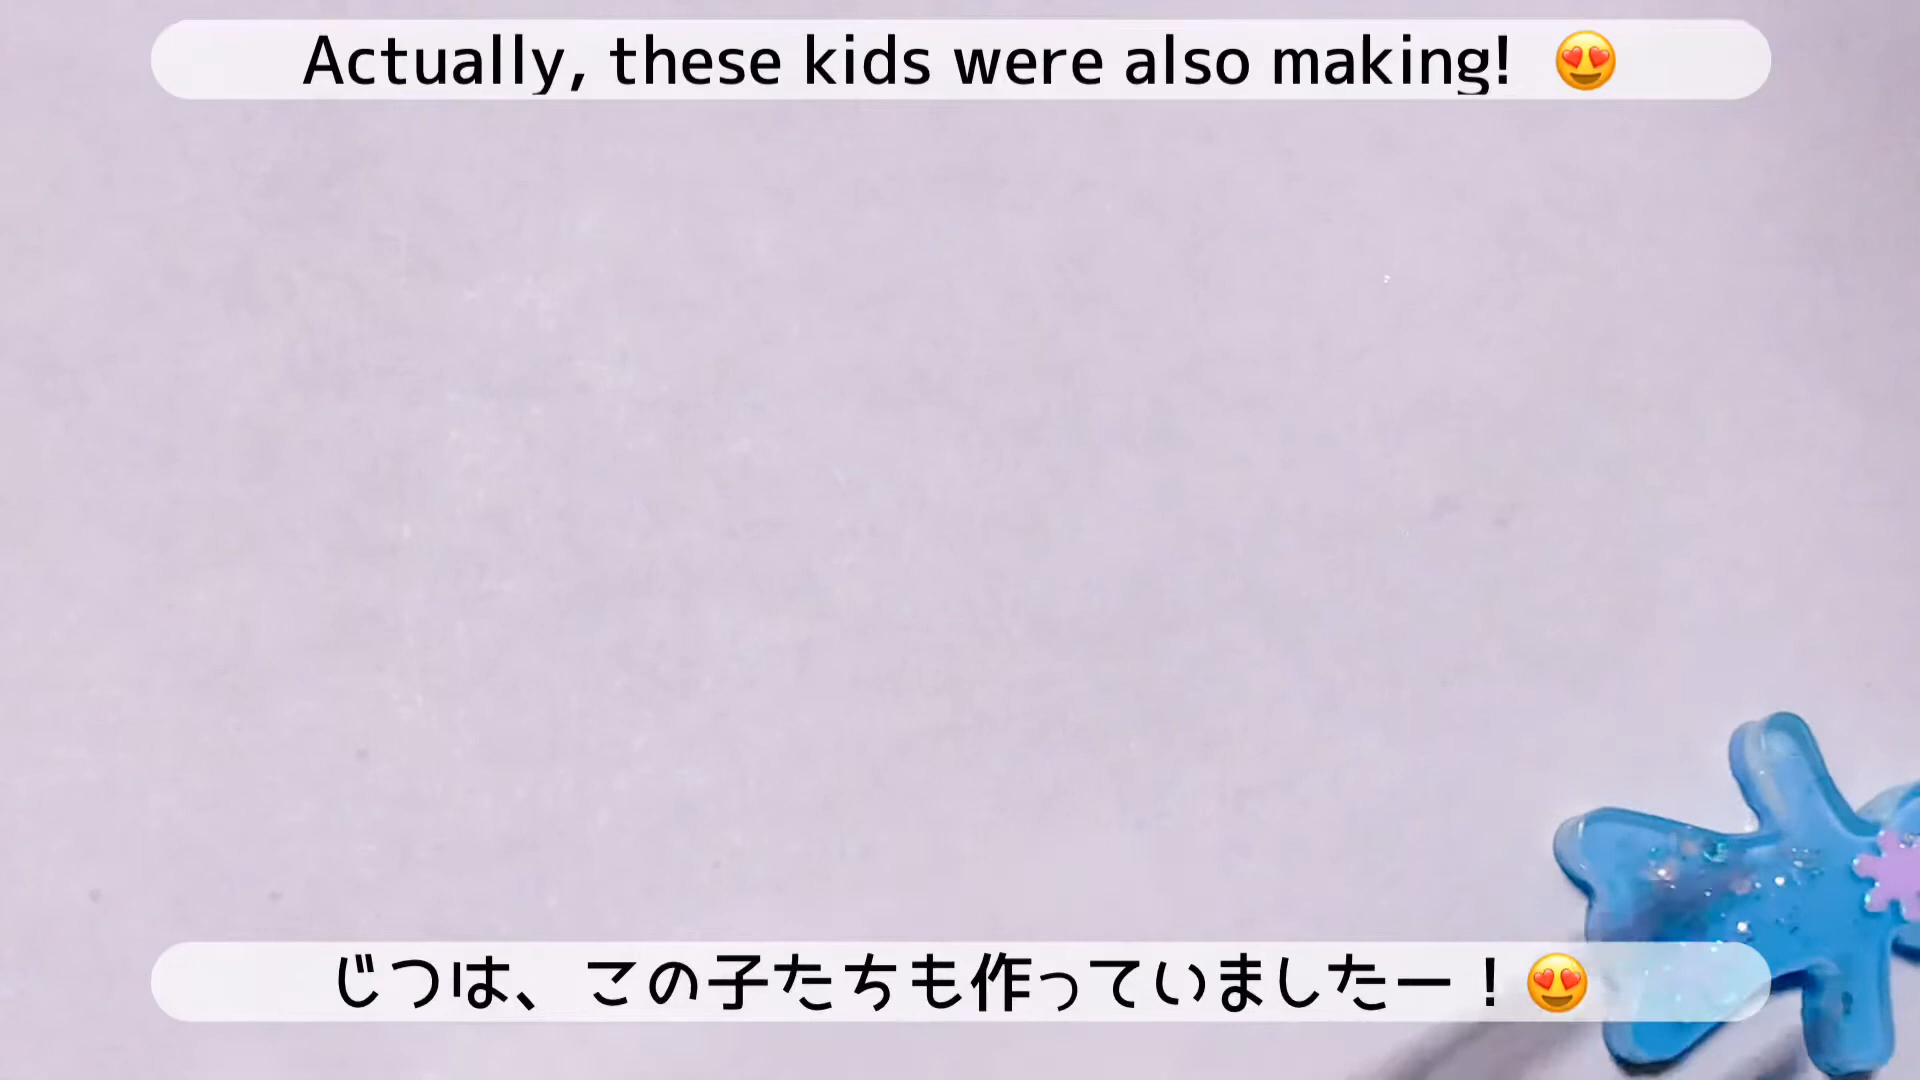 Actually, these kids were also making! 😍
じつは、この子たちも作っていましたー！😍